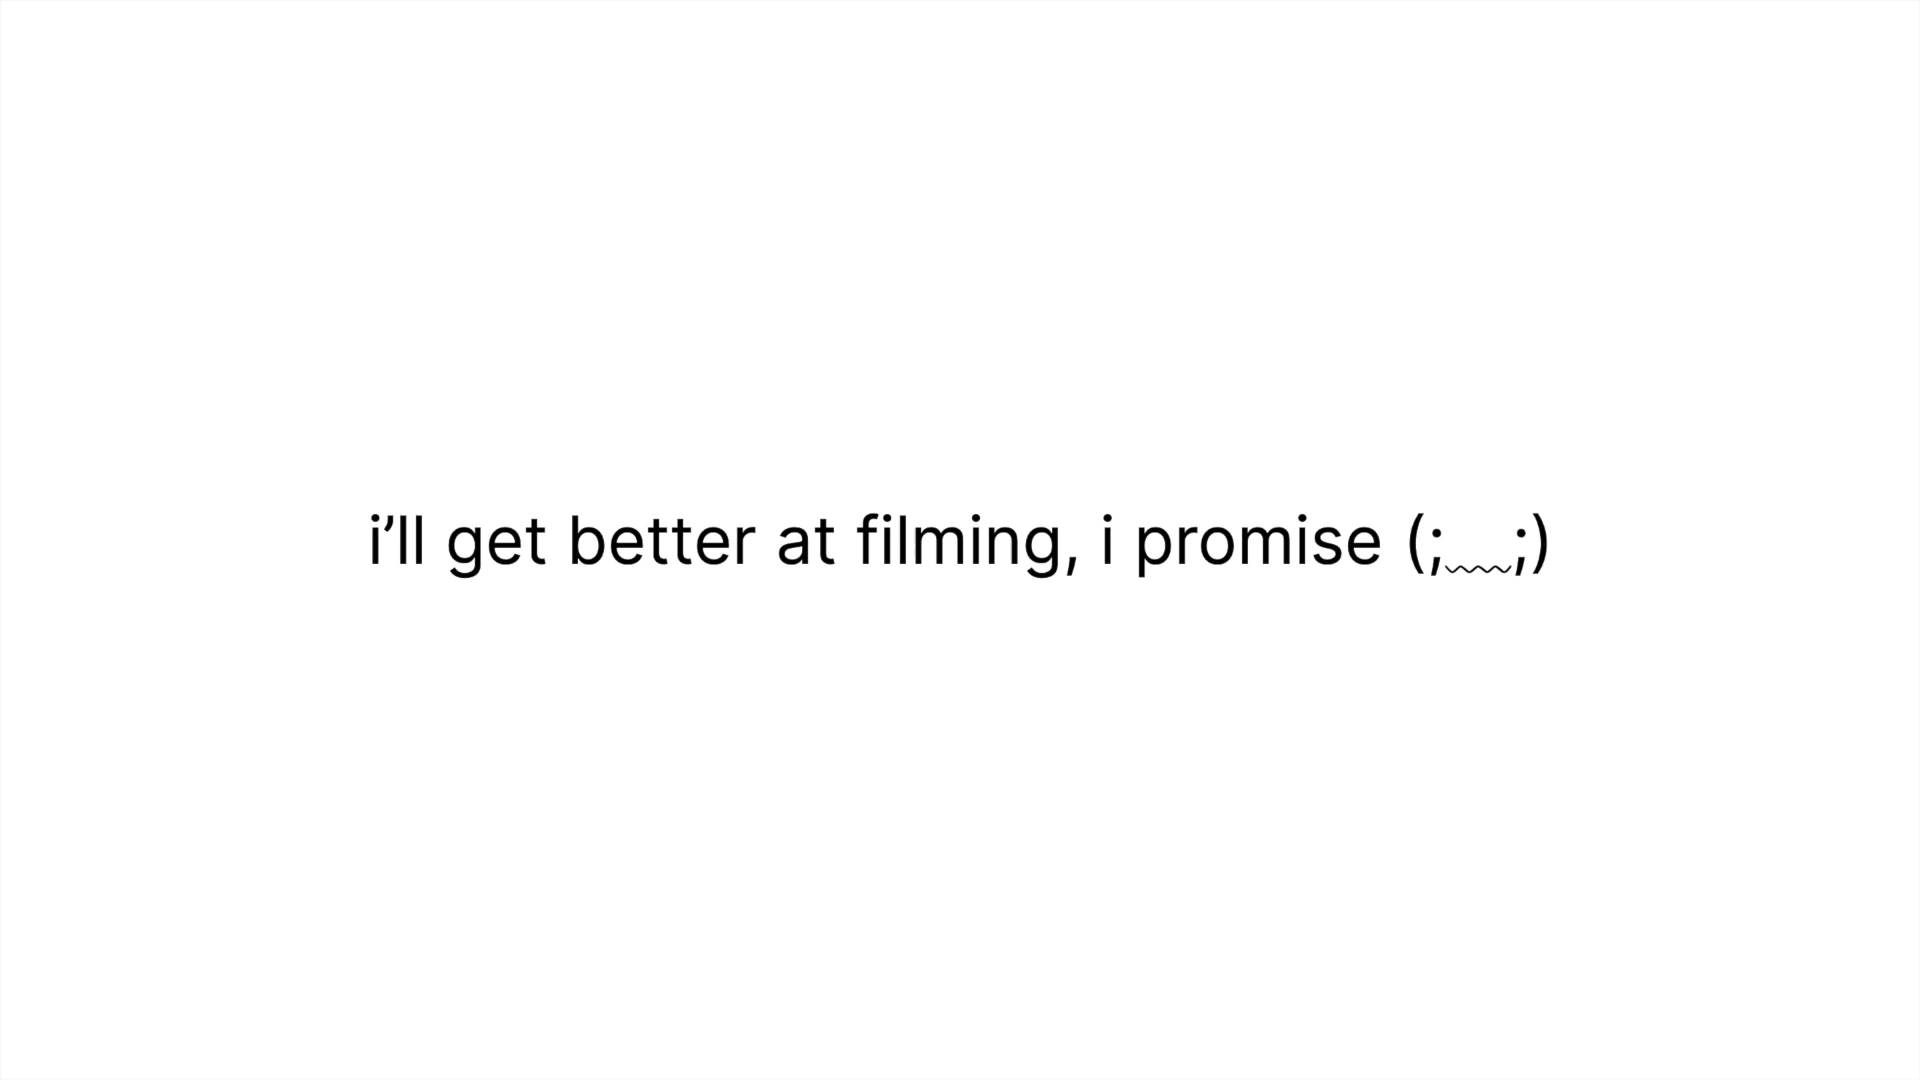 i’ll get better at filming, i promise (;﹏;)